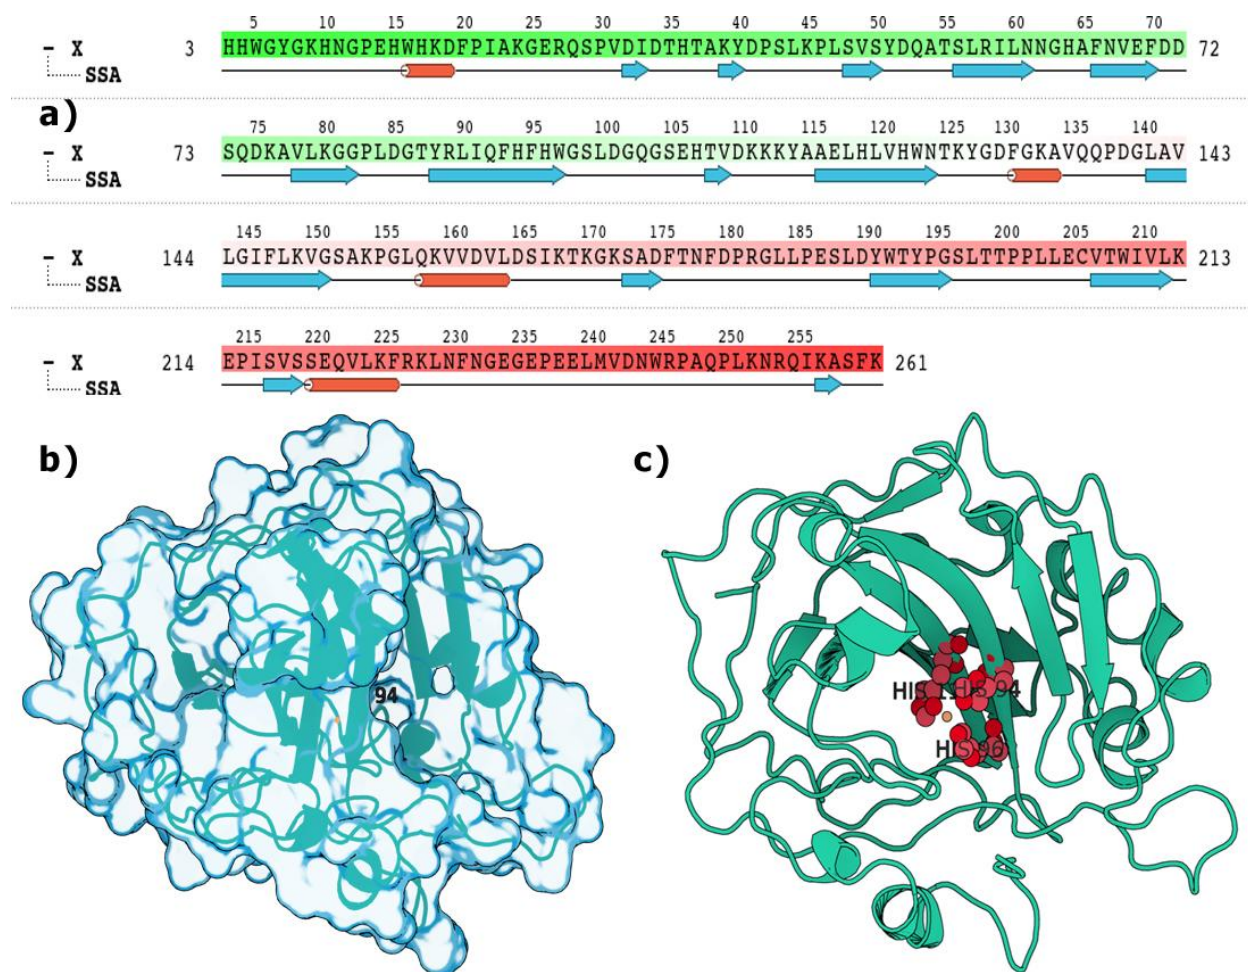 5 10 15 20 25 30 35 40 45 50 55 60 65 70
- X 3 HHWGYGKHNGPEHWHKDFPIAKGERQSPVDIDTHTAKYDPSLKPLSVSYDQATSLRILNNGHAFNVEFDD 72
SSA
a)
75 80 85 90 95 100 105 110 115 120 125 130 135 140
- X 73 SQDKAVLKGGPLDGTYRLIQFHFHWGSLDGQGSEHTVDKKKYAAELHLVHWNTKYGDFGKAVQQPDGLAV 143
SSA
145 150 155 160 165 170 175 180 185 190 195 200 205 210
- X 144 LGIFLKVGSAKPGLQKVVDVLDSIKTKGKSADFTNFDPRGLLPESLDYWTYPGSLTTPPLLECVTWIVLK 213
SSA
215 220 225 230 235 240 245 250 255
- X 214 EPISVSSEQVLKFRKLNFNGEGEPEELMVDNWRPAQPLKNRQIKASFK 261
SSA
b)
c)
94
HIS 94
HIS 96